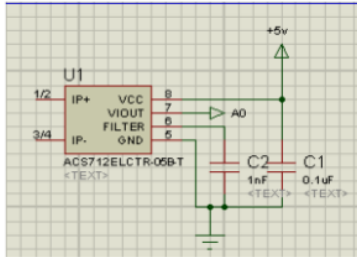 +5v
U1
1/2 IP+ VCC 8
VIOUT 7 A0
FILTER 6
3/4 IP- GND 5
ACS712ELCTR-05B-T
<TEXT>
C2 C1
1nF 0.1uF
<TEXT> <TEXT>